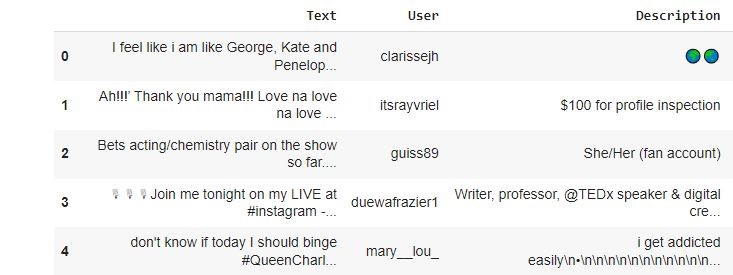 Text User Description
0 I feel like i am like George, Kate and Penelop... clarissejh 🌍🌍
1 Ah!!!’ Thank you mama!!! Love na love na love ... itsrayvriel $100 for profile inspection
2 Bets acting/chemistry pair on the show so far.... guiss89 She/Her (fan account)
3 🎙🎙🎙Join me tonight on my LIVE at #instagram -... duewafrazier1 Writer, professor, @TEDx speaker & digital cre...
4 don't know if today I should binge #QueenCharl... mary__lou_ i get addicted easily\n•\n\n\n\n\n\n\n\n\n\n\n...